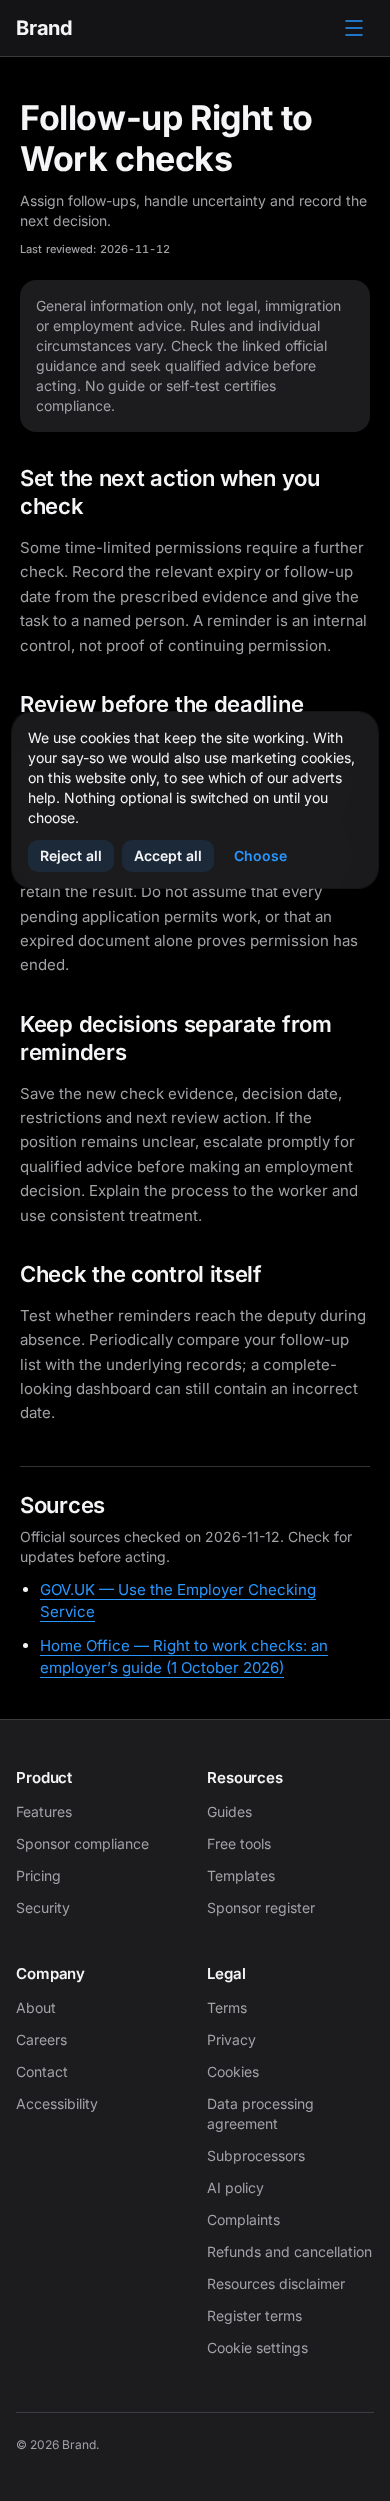 Brand
Follow-up Right to
Work checks
Assign follow-ups, handle uncertainty and record the
next decision.
Last reviewed: 2026-11-12
General information only, not legal, immigration
or employment advice. Rules and individual
circumstances vary. Check the linked official
guidance and seek qualified advice before
acting. No guide or self-test certifies
compliance.
Set the next action when you
check
Some time-limited permissions require a further
check. Record the relevant expiry or follow-up
date from the prescribed evidence and give the
task to a named person. A reminder is an internal
control, not proof of continuing permission.
Review before the deadline
We use cookies that keep the site working. With
your say-so we would also use marketing cookies,
on this website only, to see which of our adverts
help. Nothing optional is switched on until you
choose.
Reject all
Accept all
Choose
retain the result. Do not assume that every
pending application permits work, or that an
expired document alone proves permission has
ended.
Keep decisions separate from
reminders
Save the new check evidence, decision date,
restrictions and next review action. If the
position remains unclear, escalate promptly for
qualified advice before making an employment
decision. Explain the process to the worker and
use consistent treatment.
Check the control itself
Test whether reminders reach the deputy during
absence. Periodically compare your follow-up
list with the underlying records; a complete-
looking dashboard can still contain an incorrect
date.
Sources
Official sources checked on 2026-11-12. Check for
updates before acting.
GOV.UK — Use the Employer Checking
Service
Home Office — Right to work checks: an
employer’s guide (1 October 2026)
Product
Features
Sponsor compliance
Pricing
Security
Resources
Guides
Free tools
Templates
Sponsor register
Company
About
Careers
Contact
Accessibility
Legal
Terms
Privacy
Cookies
Data processing
agreement
Subprocessors
AI policy
Complaints
Refunds and cancellation
Resources disclaimer
Register terms
Cookie settings
© 2026 Brand.